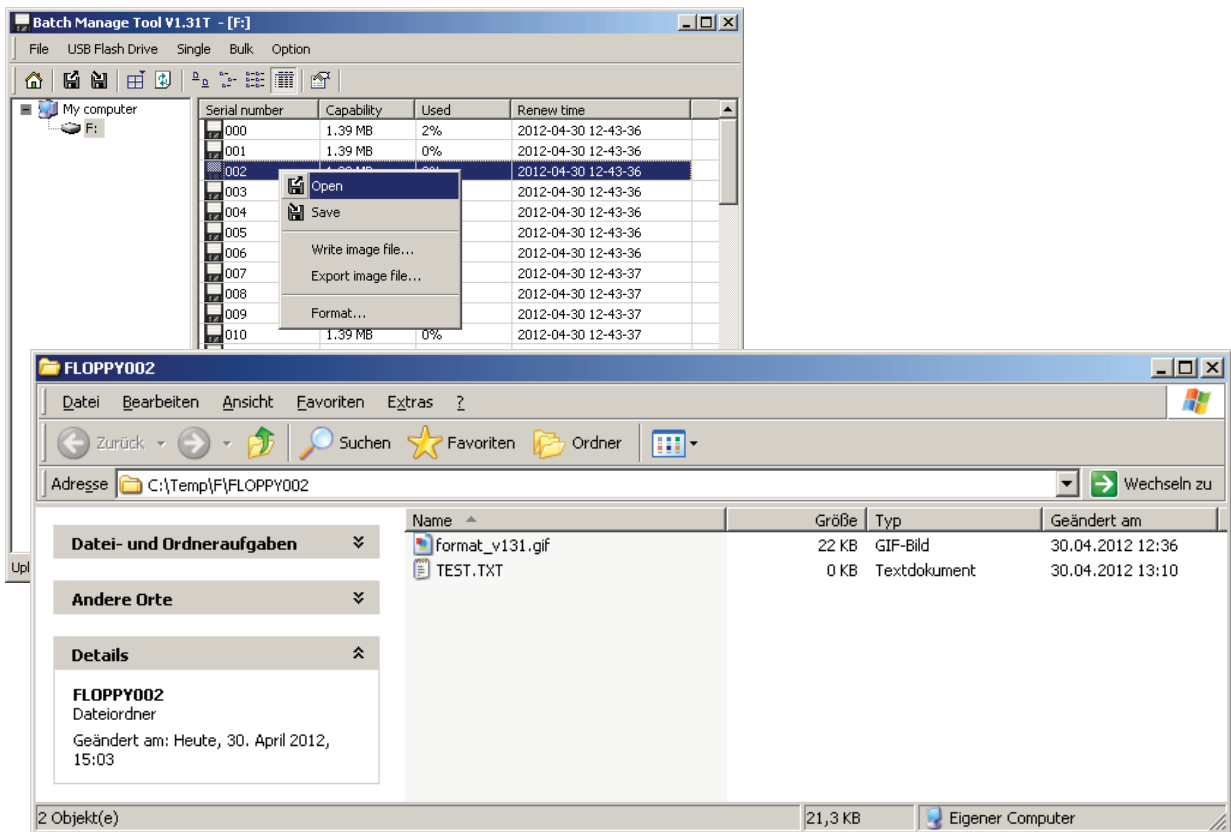 Batch Manage Tool V1.31T - [F:]
File USB Flash Drive Single Bulk Option
My computer
F:
Serial number Capability Used Renew time
000 1.39 MB 2% 2012-04-30 12-43-36
001 1.39 MB 0% 2012-04-30 12-43-36
002 2012-04-30 12-43-36
003 2012-04-30 12-43-36
004 2012-04-30 12-43-36
005 2012-04-30 12-43-36
006 2012-04-30 12-43-36
007 2012-04-30 12-43-37
008 2012-04-30 12-43-37
009 2012-04-30 12-43-37
010 1.39 MB 0% 2012-04-30 12-43-37
Open
Save
Write image file...
Export image file...
Format...
Upl
FLOPPY002
Datei Bearbeiten Ansicht Favoriten Extras ?
Zurück Suchen Favoriten Ordner
Adresse C:\Temp\F\FLOPPY002 Wechseln zu
Datei- und Ordneraufgaben
Andere Orte
Details
FLOPPY002
Dateiordner
Geändert am: Heute, 30. April 2012,
15:03
Name Größe Typ Geändert am
format_v131.gif 22 KB GIF-Bild 30.04.2012 12:36
TEST.TXT 0 KB Textdokument 30.04.2012 13:10
2 Objekt(e) 21,3 KB Eigener Computer